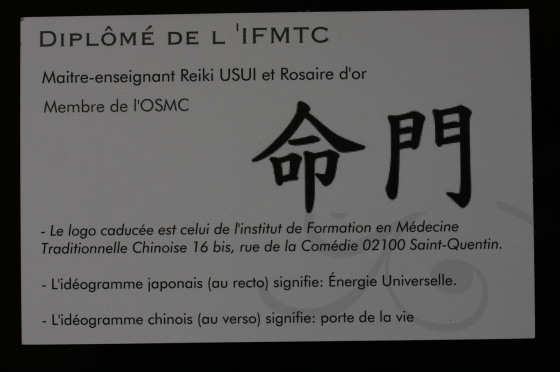 DIPLÔMÉ DE L'IFMTC
Maitre-enseignant Reiki USUI et Rosaire d'or
Membre de l'OSMC
命門
- Le logo caducée est celui de l'institut de Formation en Médecine
Traditionnelle Chinoise 16 bis, rue de la Comédie 02100 Saint-Quentin.
- L'idéogramme japonais (au recto) signifie: Énergie Universelle.
- L'idéogramme chinois (au verso) signifie: porte de la vie